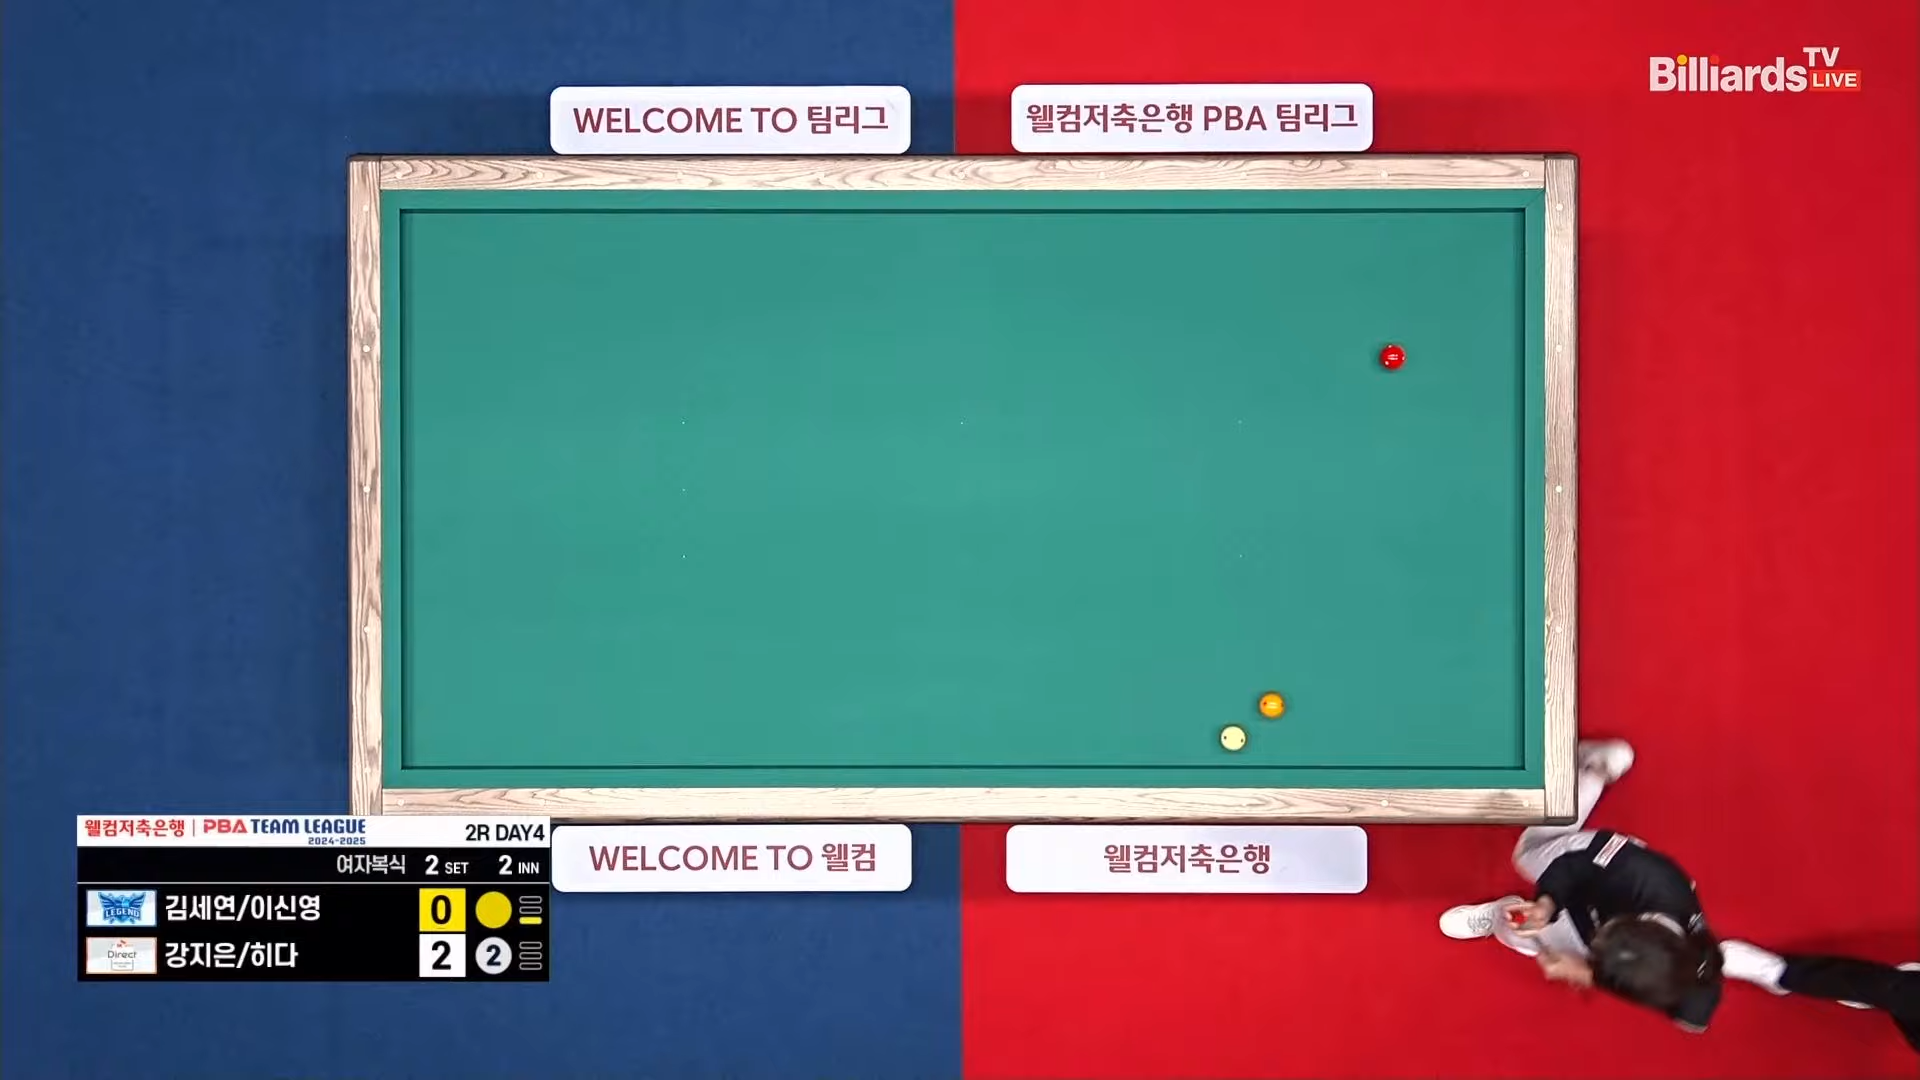 Billiards TV
LIVE
WELCOME TO 팀리그
웰컴저축은행 PBA 팀리그
웰컴저축은행 | PBA TEAM LEAGUE
2024-2025
2R DAY4
여자복식 2 SET 2 INN
LEGEND
김세연/이신영 0
Direct
강지은/히다 2 2
WELCOME TO 웰컴
웰컴저축은행